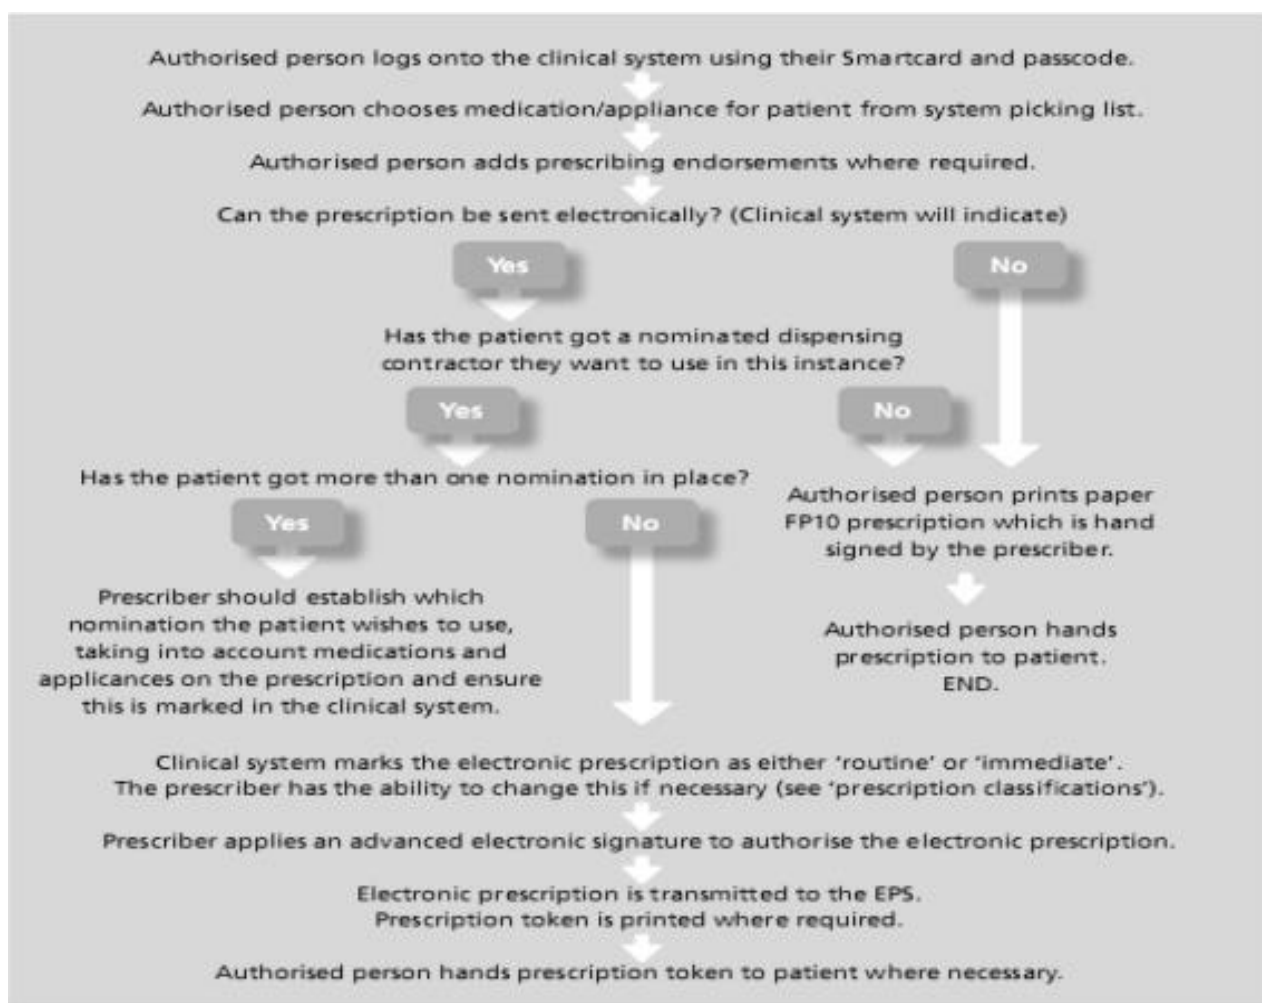 Authorised person logs onto the clinical system using their Smartcard and passcode.
Authorised person chooses medication/appliance for patient from system picking list.
Authorised person adds prescribing endorsements where required.
Can the prescription be sent electronically? (Clinical system will indicate)
Yes
No
Has the patient got a nominated dispensing
contractor they want to use in this instance?
Yes
No
Has the patient got more than one nomination in place?
Yes
No
Authorised person prints paper
FP10 prescription which is hand
signed by the prescriber.
Prescriber should establish which
nomination the patient wishes to use,
taking into account medications and
applicances on the prescription and ensure
this is marked in the clinical system.
Authorised person hands
prescription to patient.
END.
Clinical system marks the electronic prescription as either ‘routine’ or ‘immediate’.
The prescriber has the ability to change this if necessary (see ‘prescription classifications’).
Prescriber applies an advanced electronic signature to authorise the electronic prescription.
Electronic prescription is transmitted to the EPS.
Prescription token is printed where required.
Authorised person hands prescription token to patient where necessary.